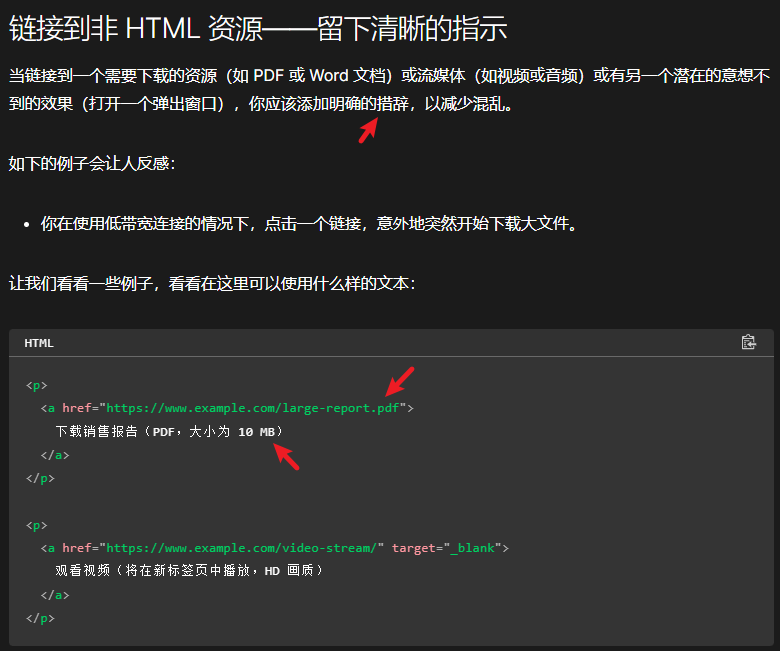 链接到非 HTML 资源——留下清晰的指示
当链接到一个需要下载的资源（如 PDF 或 Word 文档）或流媒体（如视频或音频）或有另一个潜在的意想不
到的效果（打开一个弹出窗口），你应该添加明确的措辞，以减少混乱。
如下的例子会让人反感：
• 你在使用低带宽连接的情况下，点击一个链接，意外地突然开始下载大文件。
让我们看看一些例子，看看在这里可以使用什么样的文本：
HTML
<p>
  <a href="https://www.example.com/large-report.pdf">
    下载销售报告（PDF，大小为 10 MB）
  </a>
</p>
<p>
  <a href="https://www.example.com/video-stream/" target="_blank">
    观看视频（将在新标签页中播放，HD 画质）
  </a>
</p>